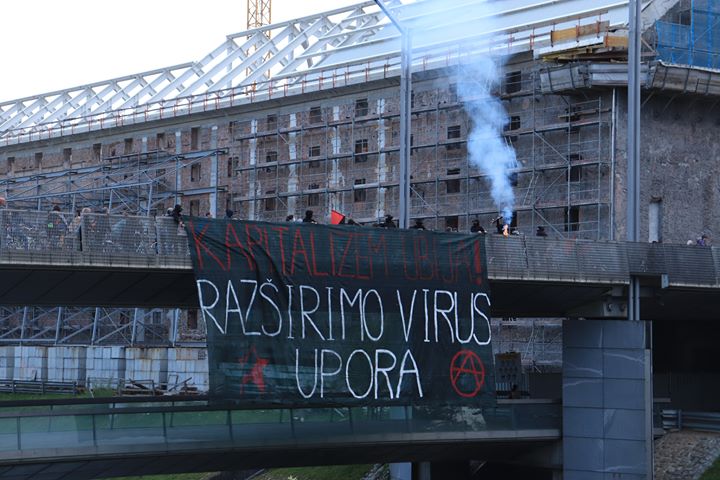 KAPITALIZEM UBIJA!
RAZŠIRIMO VIRUS
UPORA